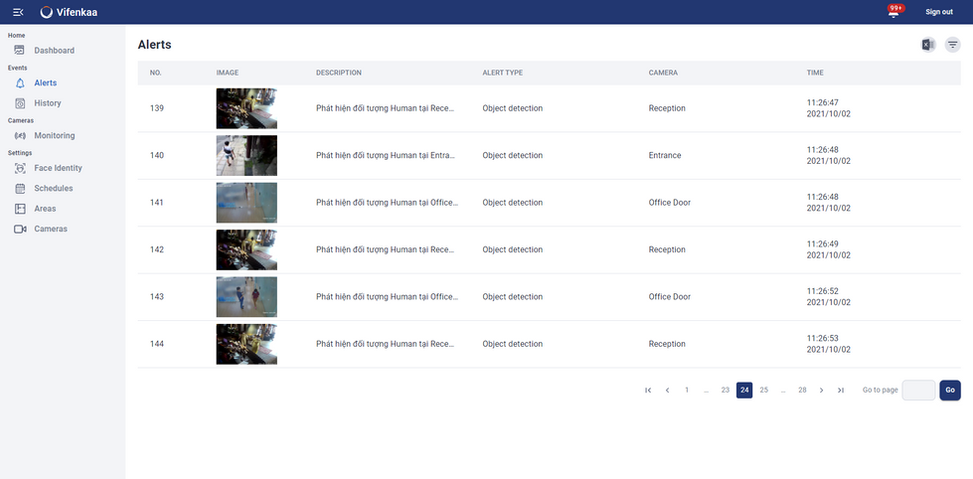 Vifenkaa
99+
Sign out
Home
Dashboard
Events
Alerts
History
Cameras
Monitoring
Settings
Face Identity
Schedules
Areas
Cameras
Alerts
NO. IMAGE DESCRIPTION ALERT TYPE CAMERA TIME
139 Phát hiện đối tượng Human tại Rece... Object detection Reception 11:26:47
2021/10/02
140 Phát hiện đối tượng Human tại Entra... Object detection Entrance 11:26:48
2021/10/02
141 Phát hiện đối tượng Human tại Office... Object detection Office Door 11:26:48
2021/10/02
142 Phát hiện đối tượng Human tại Rece... Object detection Reception 11:26:49
2021/10/02
143 Phát hiện đối tượng Human tại Office... Object detection Office Door 11:26:52
2021/10/02
144 Phát hiện đối tượng Human tại Rece... Object detection Reception 11:26:53
2021/10/02
1 ... 23 24 25 ... 28 Go to page Go